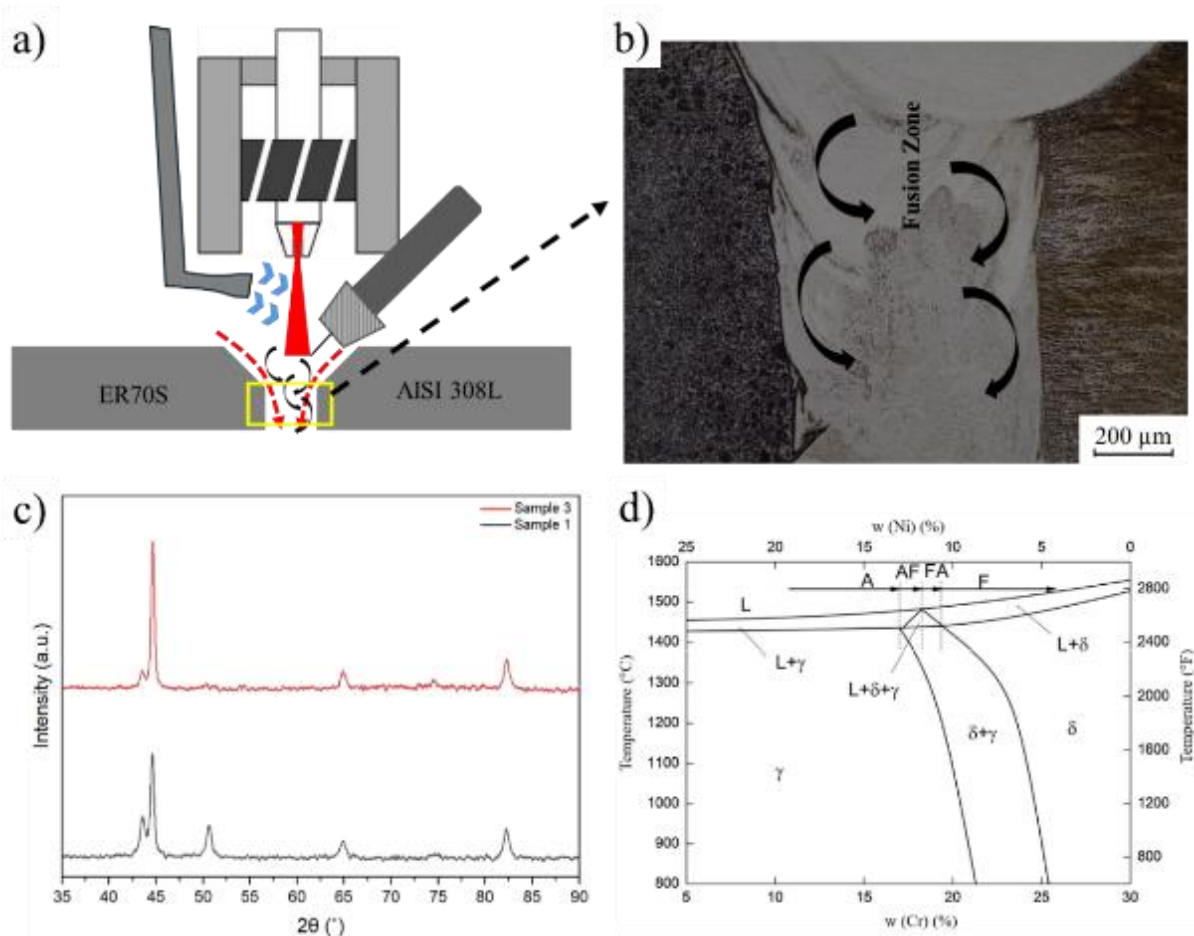 a)
ER70S
AISI 308L
b)
Fusion Zone
200 µm
c)
Sample 3
Sample 1
Intensity (a.u.)
35 40 45 50 55 60 65 70 75 80 85 90
2θ (°)
d)
w (Ni) (%)
25 20 15 10 5 0
1600
1500
1400
1300
1200
1100
1000
900
800
Temperature (°C)
2800
2400
2000
1600
1200
800
Temperature (°F)
A AF FA F
L
L+γ
L+δ+γ
L+δ
δ+γ
δ
γ
5 10 15 20 25 30
w (Cr) (%)